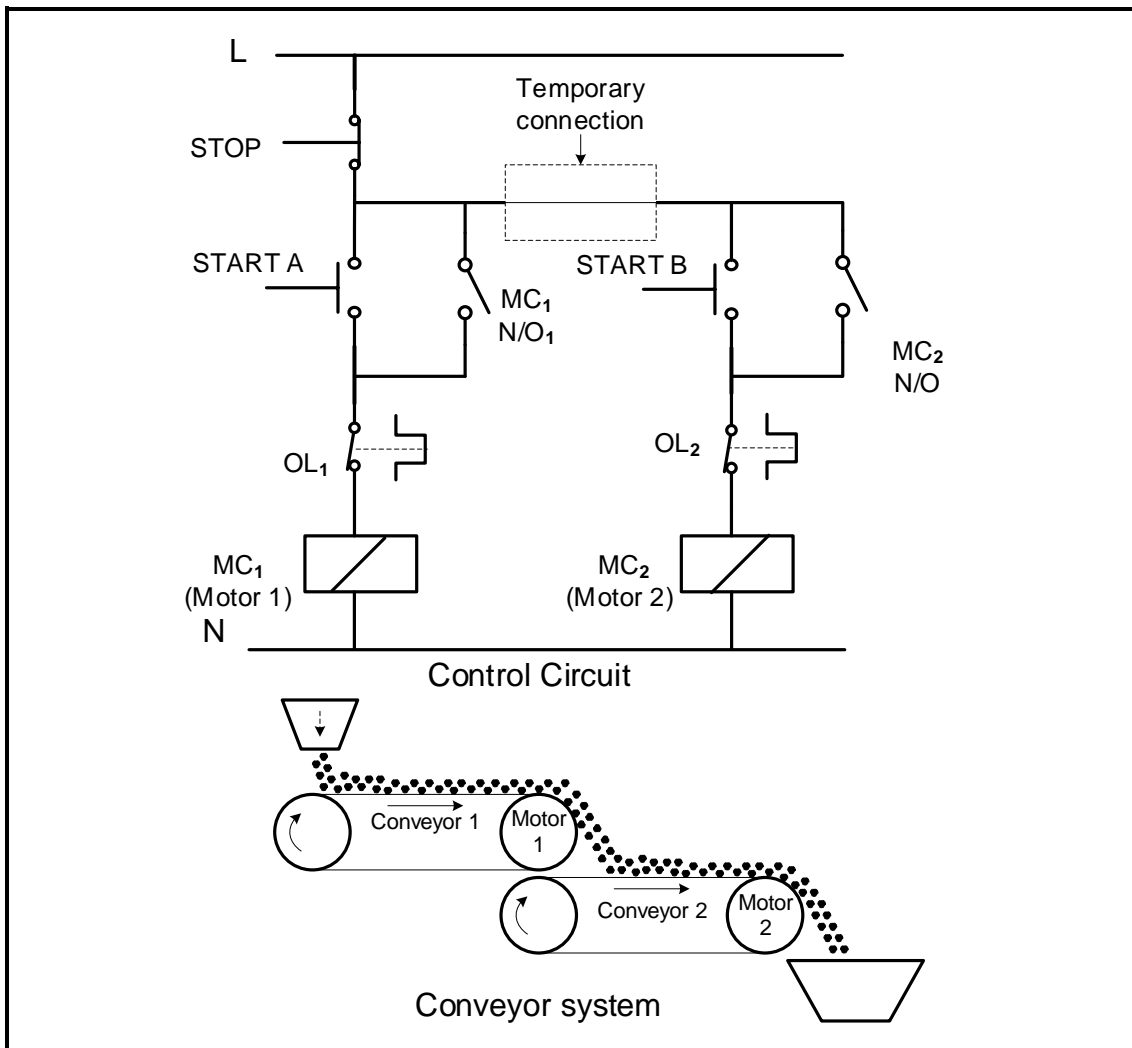 L
Temporary
connection
STOP
START A
START B
MC₁
N/O₁
MC₂
N/O
OL₁
OL₂
MC₁
(Motor 1)
MC₂
(Motor 2)
N
Control Circuit
Conveyor 1
Motor
1
Conveyor 2
Motor
2
Conveyor system